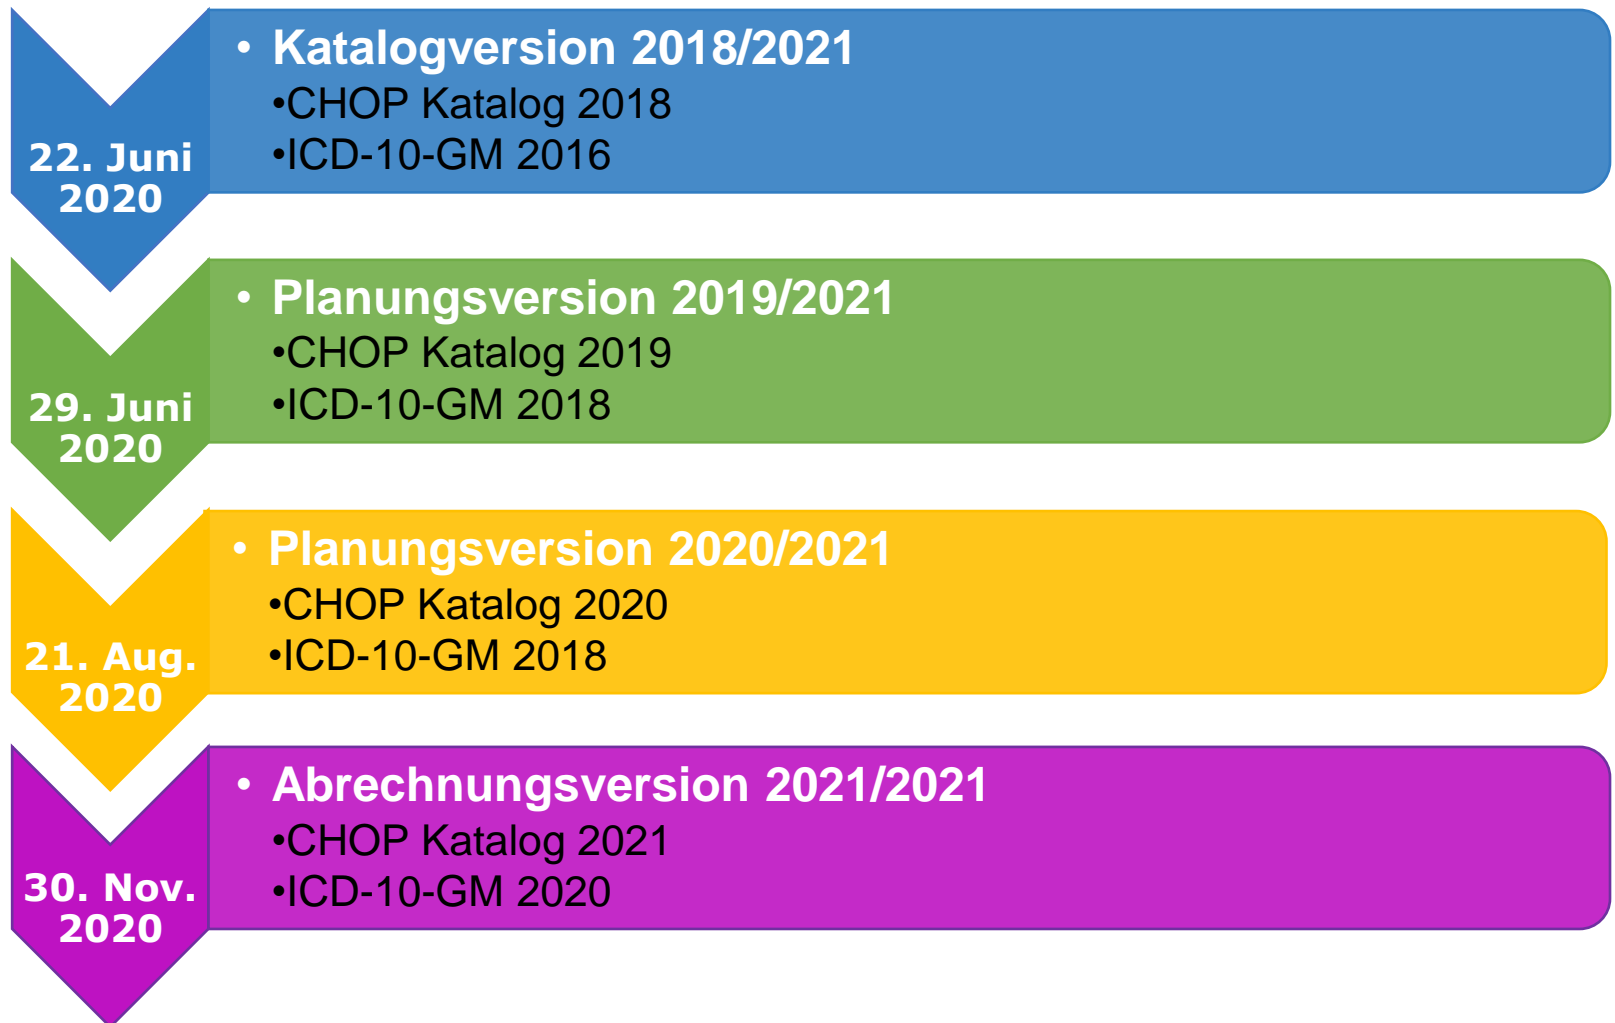 22. Juni
2020
• Katalogversion 2018/2021
•CHOP Katalog 2018
•ICD-10-GM 2016
29. Juni
2020
• Planungsversion 2019/2021
•CHOP Katalog 2019
•ICD-10-GM 2018
21. Aug.
2020
• Planungsversion 2020/2021
•CHOP Katalog 2020
•ICD-10-GM 2018
30. Nov.
2020
• Abrechnungsversion 2021/2021
•CHOP Katalog 2021
•ICD-10-GM 2020